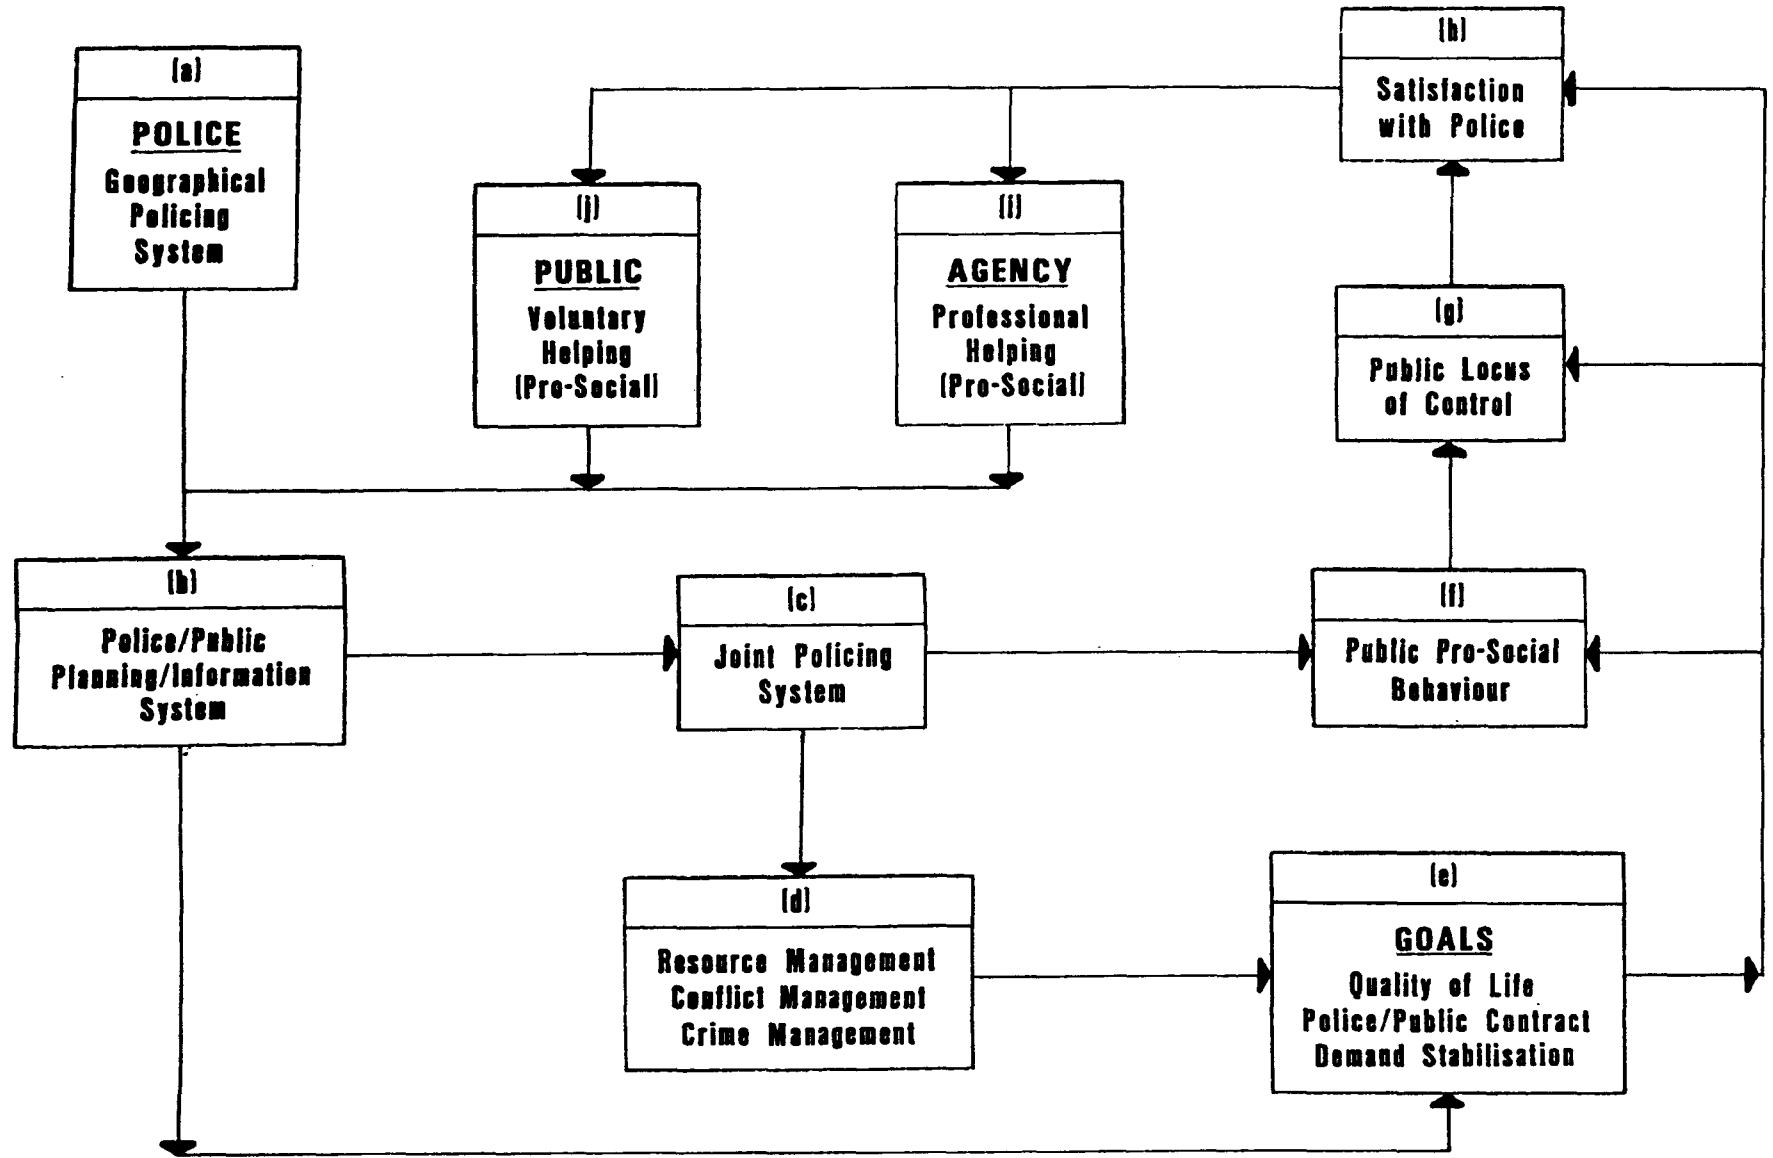 (a)
POLICE
Geographical
Policing
System
(j)
PUBLIC
Voluntary
Helping
(Pro-Social)
(i)
AGENCY
Professional
Helping
(Pro-Social)
(h)
Satisfaction
with Police
(g)
Public Locus
of Control
(b)
Police/Public
Planning/Information
System
(c)
Joint Policing
System
(f)
Public Pro-Social
Behaviour
(d)
Resource Management
Conflict Management
Crime Management
(e)
GOALS
Quality of Life
Police/Public Contract
Demand Stabilisation